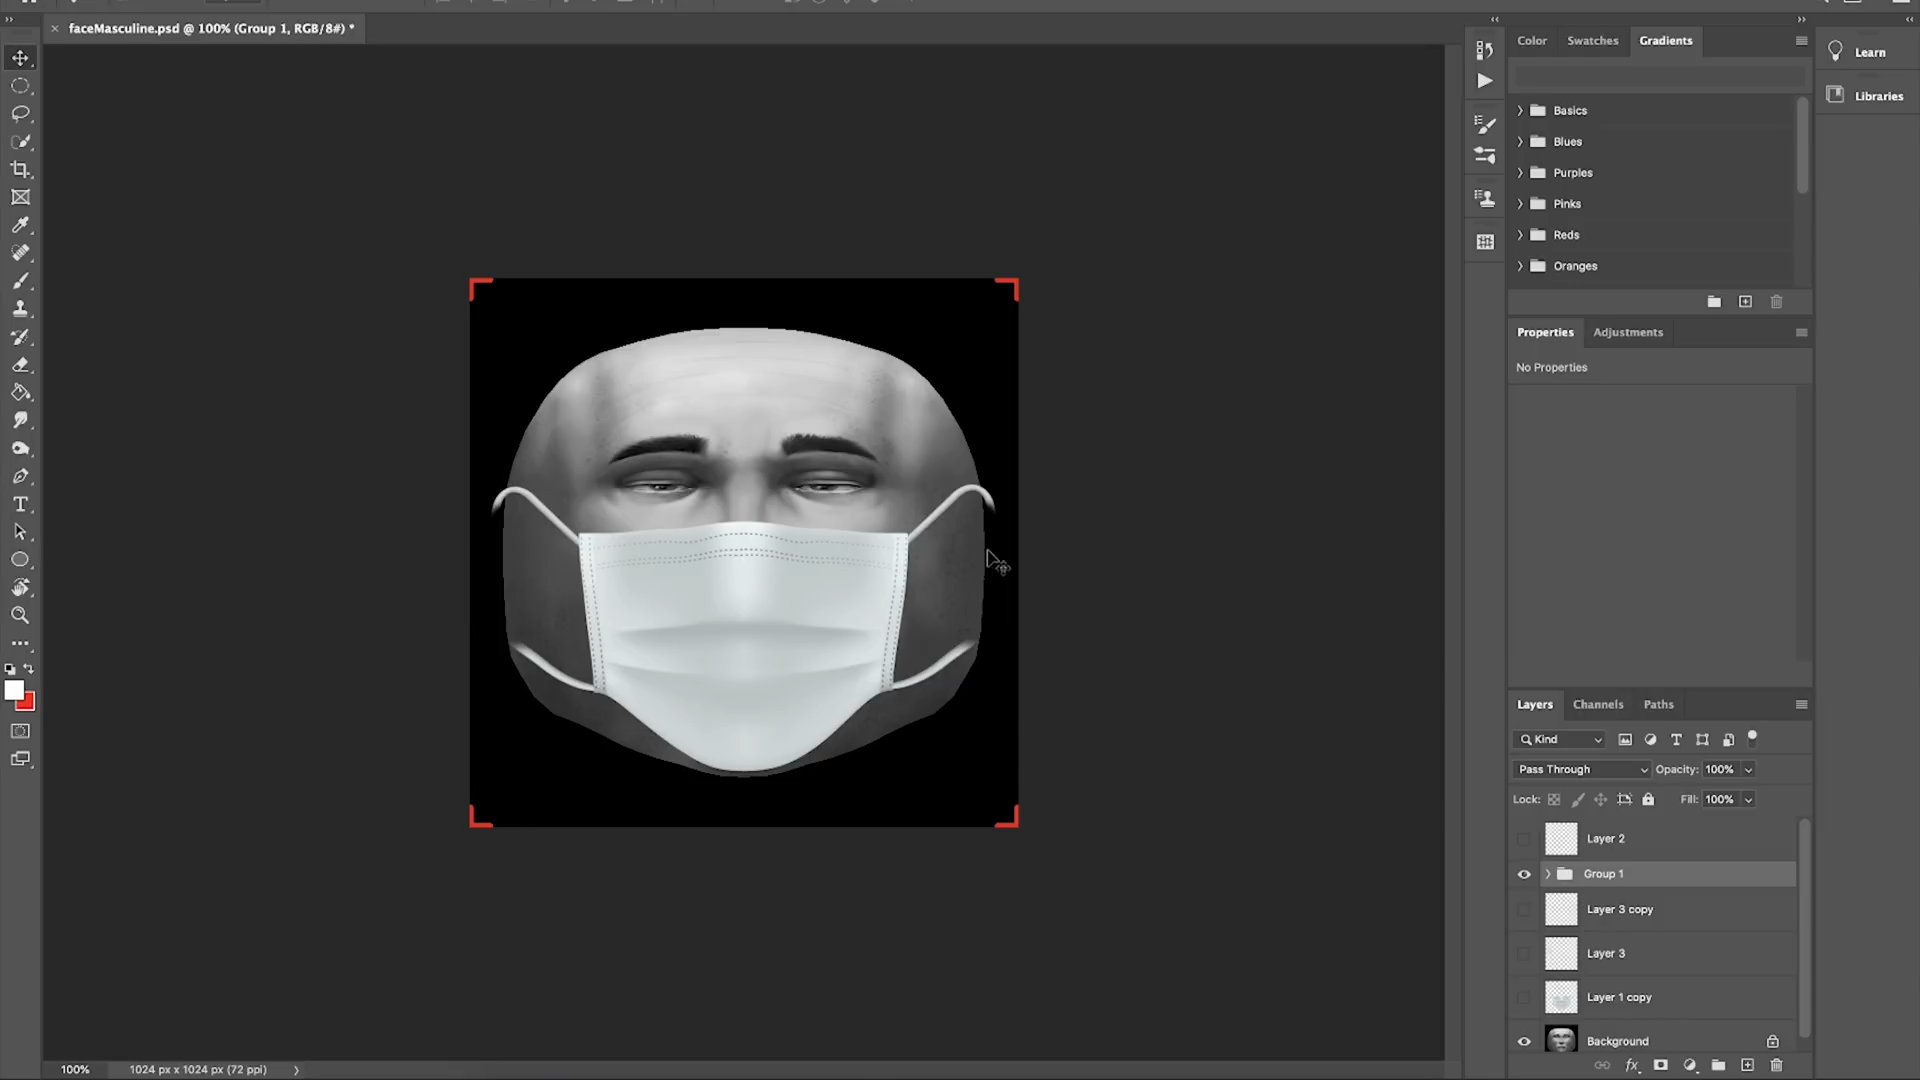 faceMasculine.psd @ 100% (Group 1, RGB/8#) *
Color Swatches Gradients
Basics
Blues
Purples
Pinks
Reds
Oranges
Learn
Libraries
Properties Adjustments
No Properties
Layers Channels Paths
Kind
Pass Through Opacity: 100%
Lock: Fill: 100%
Layer 2
Group 1
Layer 3 copy
Layer 3
Layer 1 copy
Background
fx
100% 1024 px x 1024 px (72 ppi)